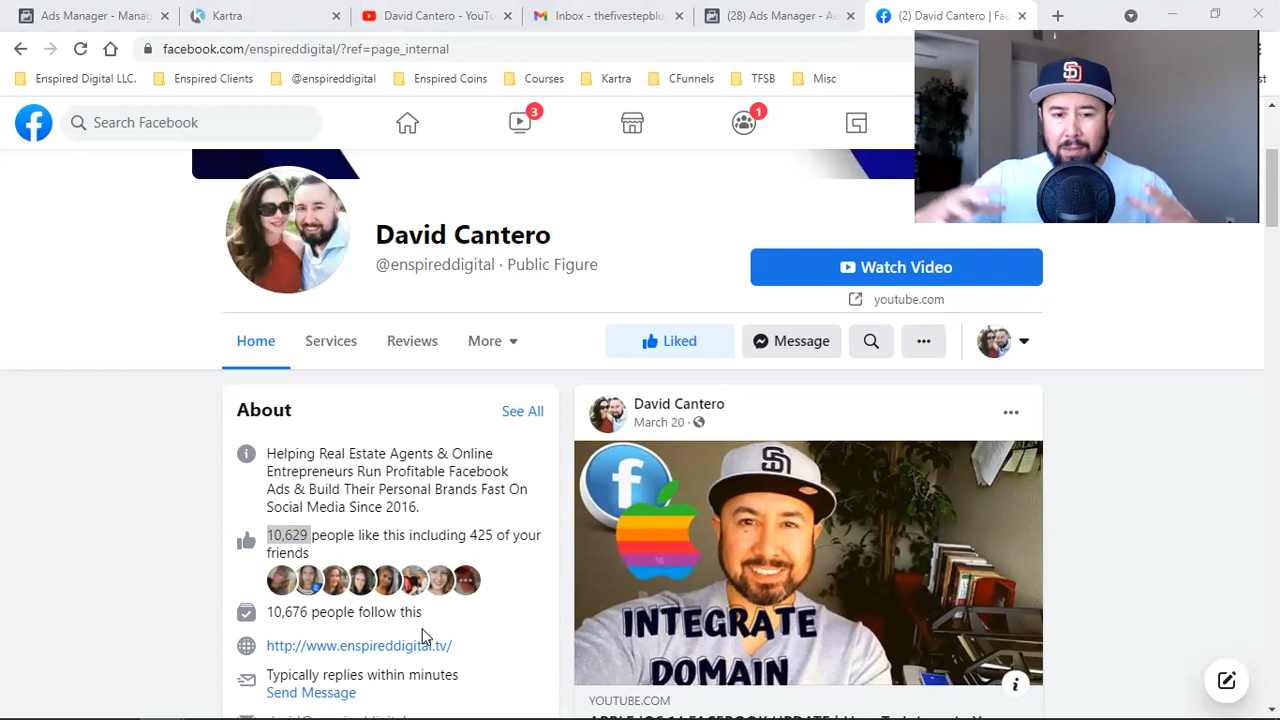 Ads Manager - Manag
Kartra
David Cantero - YouTu
Inbox - thefivestepblu
(28) Ads Manager - Au
(2) David Cantero | Fac
facebook.com/enspireddigital/?ref=page_internal
Enspired Digital LLC.
Enspired Clients
@enspireddigital
Enspired Coins
Courses
Kartra
CFunnels
TFSB
Misc
st
Search Facebook
3
1
SD
David Cantero
@enspireddigital · Public Figure
Watch Video
youtube.com
Home
Services
Reviews
More
Liked
Message
About
See All
Helping Real Estate Agents & Online
Entrepreneurs Run Profitable Facebook
Ads & Build Their Personal Brands Fast On
Social Media Since 2016.
10,629 people like this including 425 of your
friends
10,676 people follow this
http://www.enspireddigital.tv/
Typically replies within minutes
Send Message
David Cantero
March 20 ·
SD
INTEGRATE
DOMAIN
YOUTUBE.COM